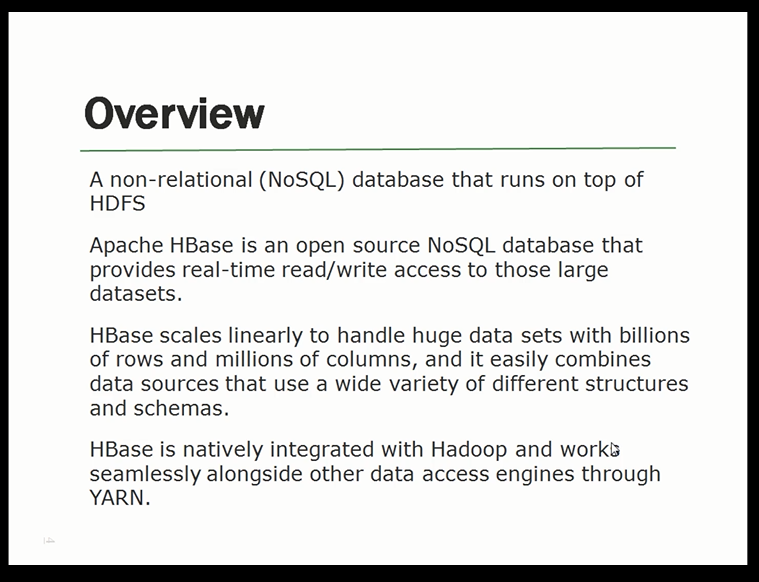 Overview
A non-relational (NoSQL) database that runs on top of
HDFS
Apache HBase is an open source NoSQL database that
provides real-time read/write access to those large
datasets.
HBase scales linearly to handle huge data sets with billions
of rows and millions of columns, and it easily combines
data sources that use a wide variety of different structures
and schemas.
HBase is natively integrated with Hadoop and works
seamlessly alongside other data access engines through
YARN.